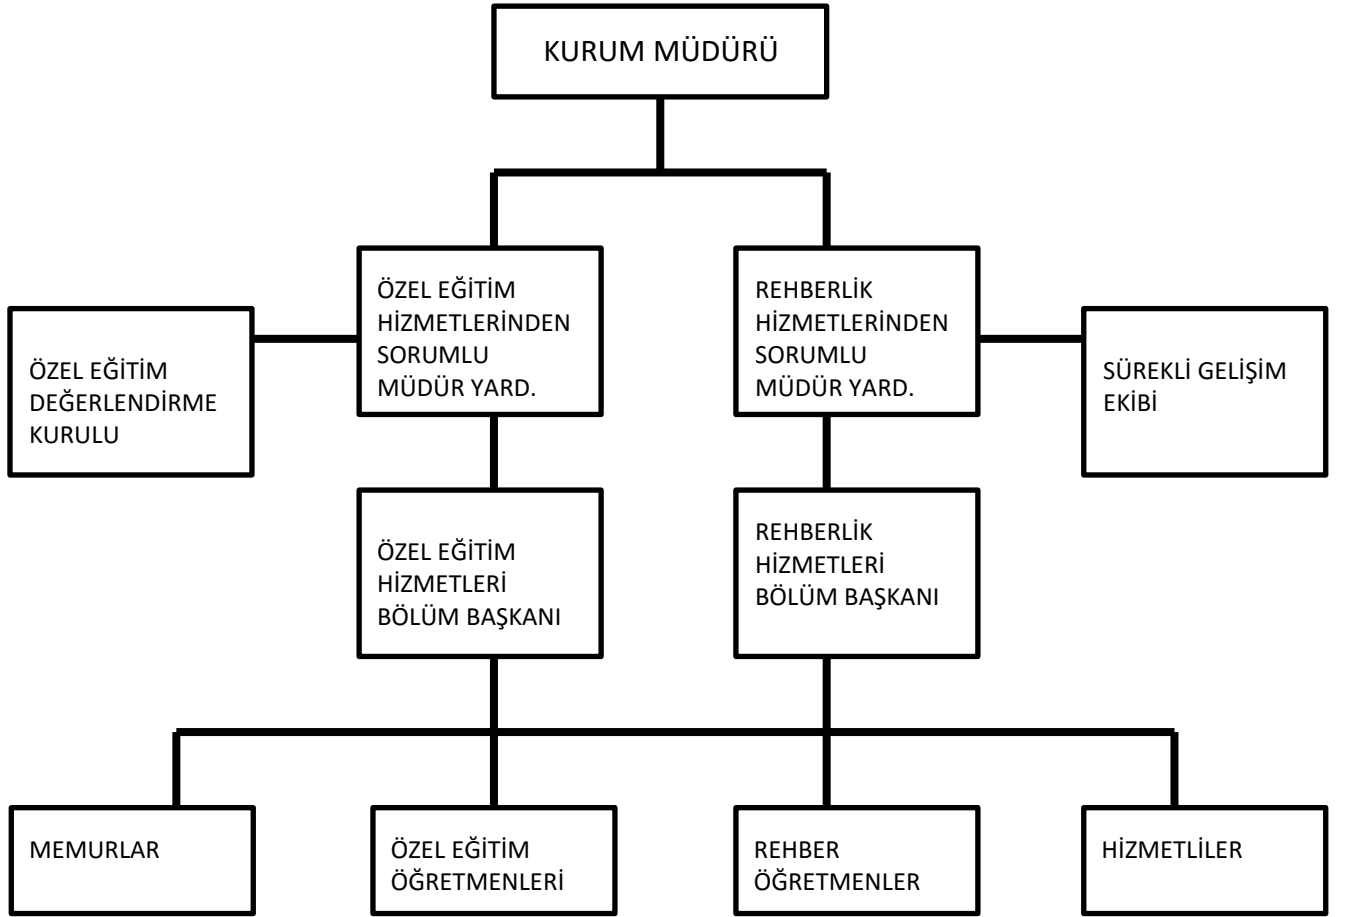 KURUM MÜDÜRÜ
ÖZEL EĞİTİM
HİZMETLERİNDEN
SORUMLU
MÜDÜR YARD.
REHBERLİK
HİZMETLERİNDEN
SORUMLU
MÜDÜR YARD.
ÖZEL EĞİTİM
DEĞERLENDİRME
KURULU
SÜREKLİ GELİŞİM
EKİBİ
ÖZEL EĞİTİM
HİZMETLERİ
BÖLÜM BAŞKANI
REHBERLİK
HİZMETLERİ
BÖLÜM BAŞKANI
MEMURLAR
ÖZEL EĞİTİM
ÖĞRETMENLERİ
REHBER
ÖĞRETMENLER
HİZMETLİLER